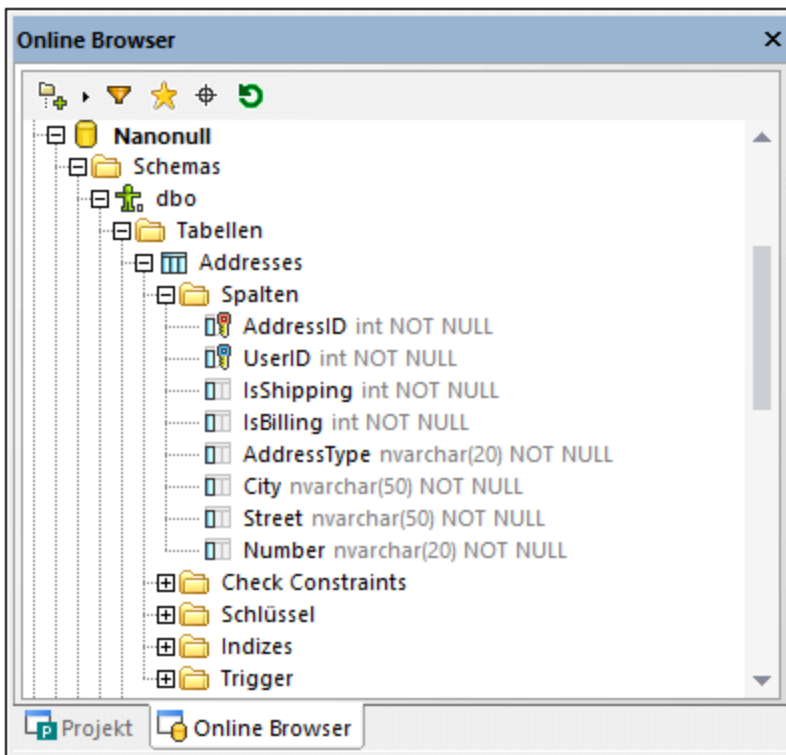 Online Browser
Nanonull
Schemas
dbo
Tabellen
Addresses
Spalten
AddressID int NOT NULL
UserID int NOT NULL
IsShipping int NOT NULL
IsBilling int NOT NULL
AddressType nvarchar(20) NOT NULL
City nvarchar(50) NOT NULL
Street nvarchar(50) NOT NULL
Number nvarchar(20) NOT NULL
Check Constraints
Schlüssel
Indizes
Trigger
P Projekt Online Browser